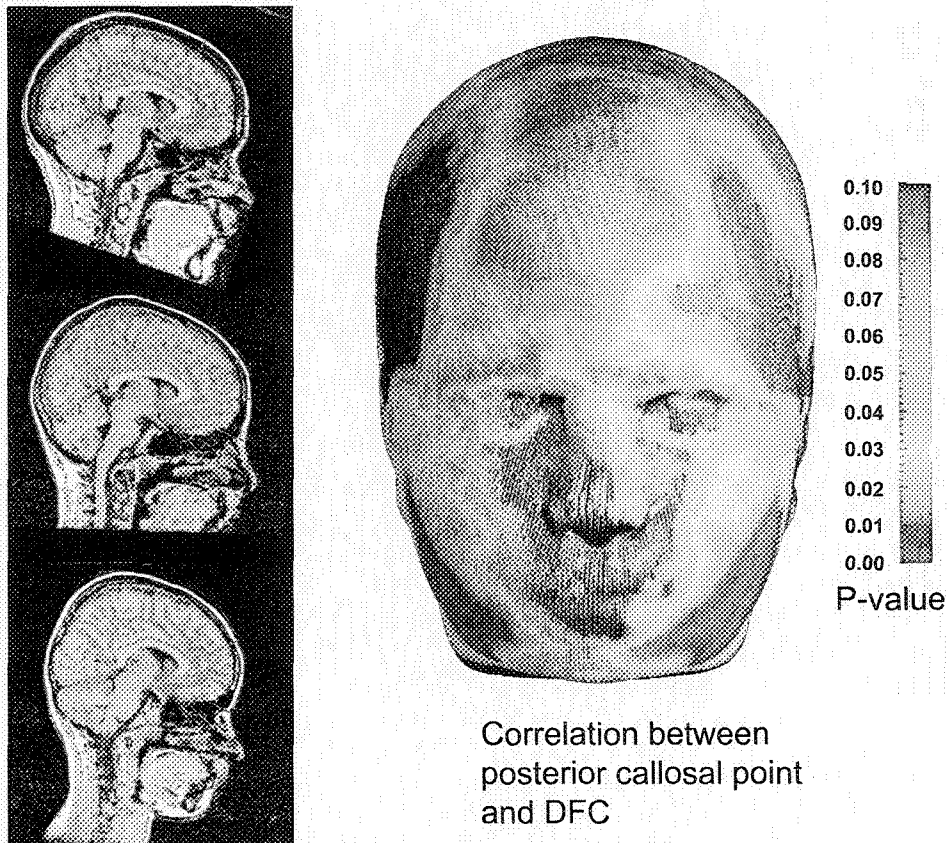 0.10
0.09
0.08
0.07
0.06
0.05
0.04
0.03
0.02
0.01
0.00
P-value
Correlation between
posterior callosal point
and DFC